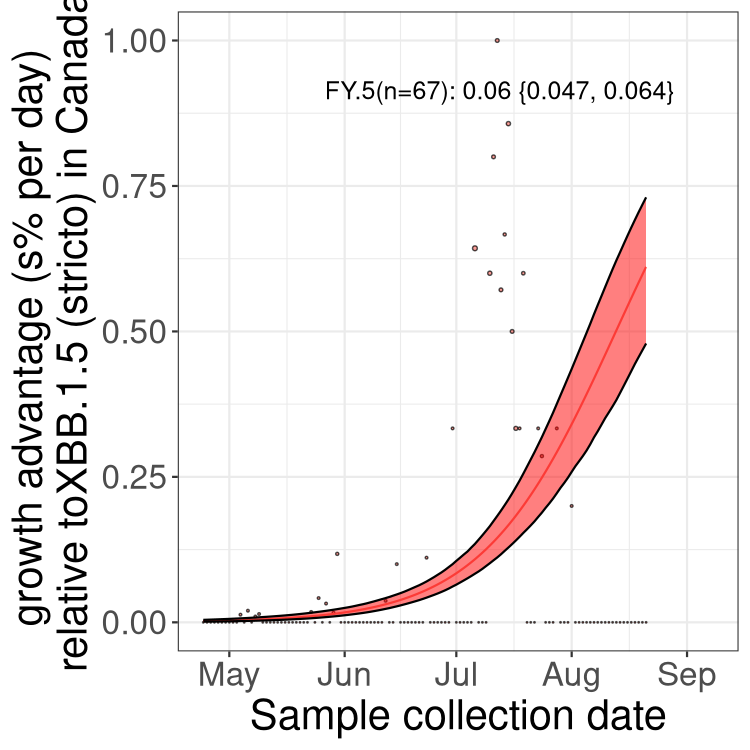 growth advantage (s% per day)
relative toXBB.1.5 (stricto) in Canada
1.00
0.75
0.50
0.25
0.00
FY.5(n=67): 0.06 {0.047, 0.064}
May Jun Jul Aug Sep
Sample collection date